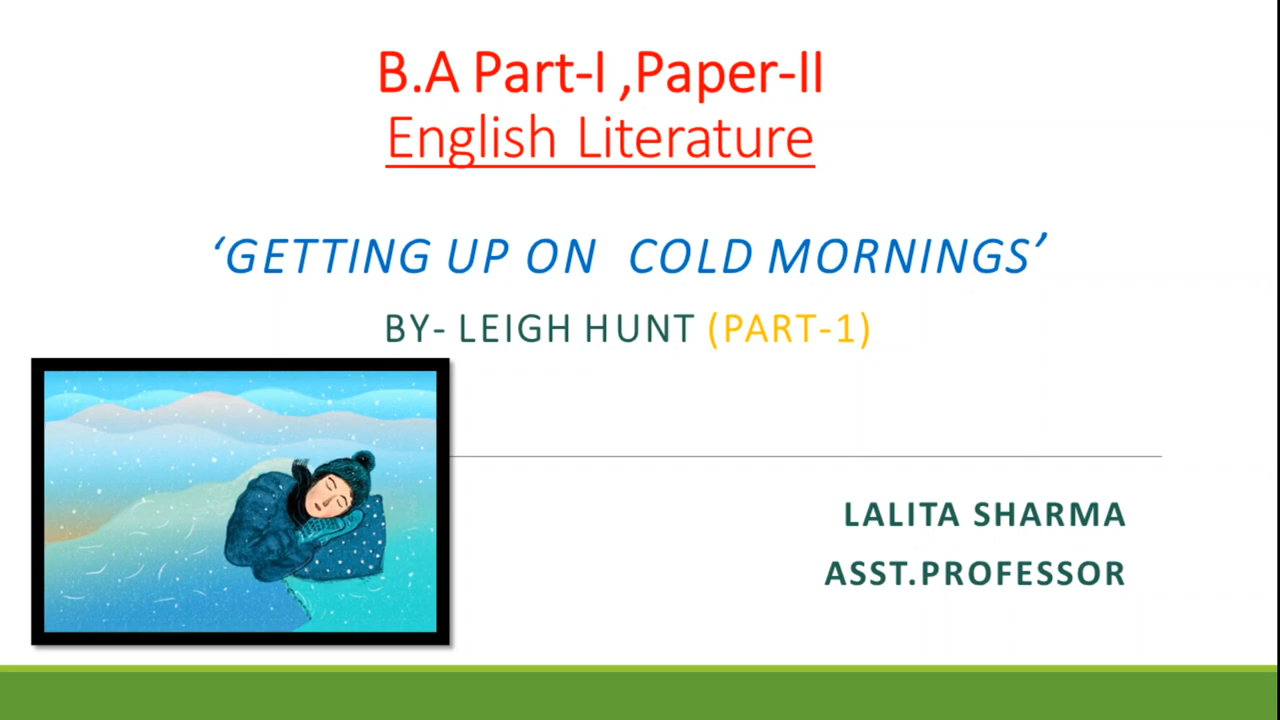 B.A Part-I ,Paper-II
English Literature
‘GETTING UP ON COLD MORNINGS’
BY- LEIGH HUNT (PART-1)
LALITA SHARMA
ASST.PROFESSOR